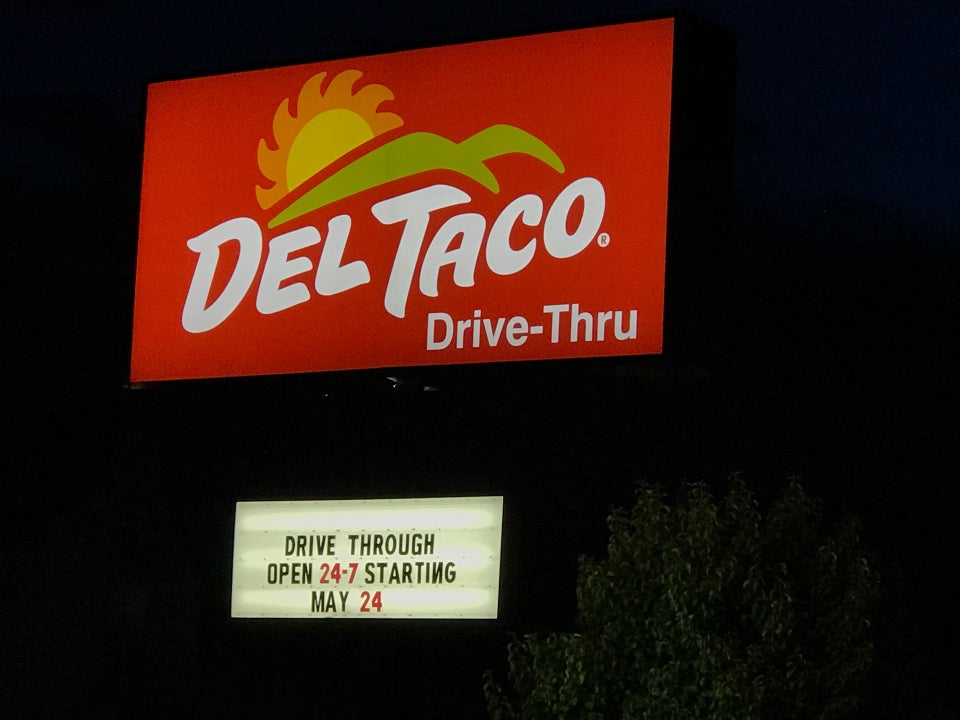 DEL TACO®
Drive-Thru
DRIVE THROUGH
OPEN 24-7 STARTING
MAY 24